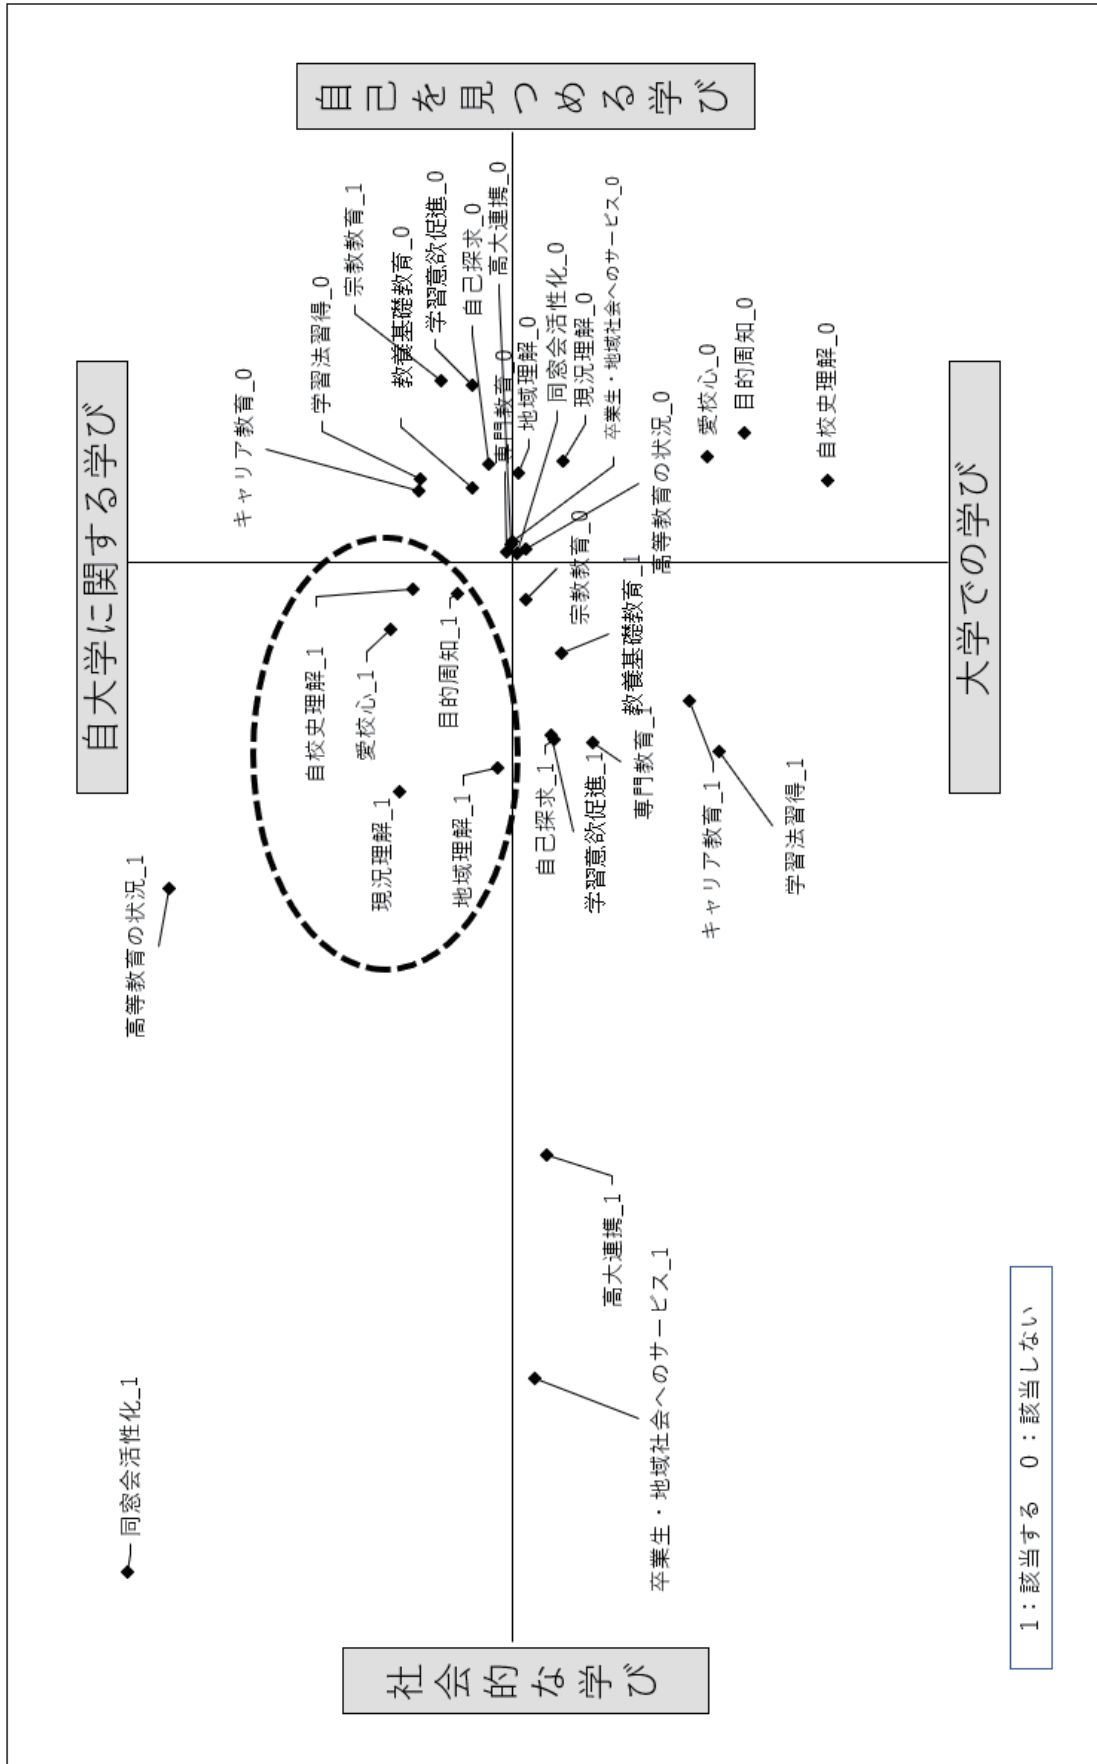 自大学に関する学び
同窓会活性化_1
高等教育の状況_1
キャリア教育_0
学習法習得_0
宗教教育_1
教養基礎教育_0
学習意欲促進_0
自己探求_0
高大連携_0
自校史理解_1
愛校心_1
目的周知_1
現況理解_1
地域理解_1
専門教育_0
地域理解_0
同窓会活性化_0
現況理解_0
卒業生・地域社会へのサービス_0
高等教育の状況_0
宗教教育_0
社会的な学び
自己を見つめる学び
自己探求_1
学習意欲促進_1
教養基礎教育_1
専門教育_1
高大連携_1
卒業生・地域社会へのサービス_1
キャリア教育_1
学習法習得_1
愛校心_0
目的周知_0
自校史理解_0
大学での学び
1：該当する　0：該当しない